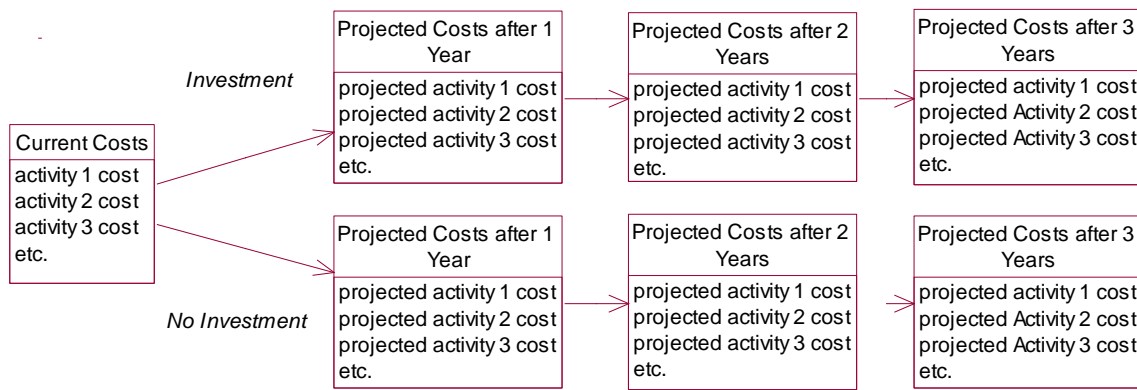 Investment
Current Costs
activity 1 cost
activity 2 cost
activity 3 cost
etc.
No Investment
Projected Costs after 1
Year
projected activity 1 cost
projected activity 2 cost
projected activity 3 cost
etc.
Projected Costs after 2
Years
projected activity 1 cost
projected activity 2 cost
projected activity 3 cost
etc.
Projected Costs after 3
Years
projected activity 1 cost
projected Activity 2 cost
projected Activity 3 cost
etc.
Projected Costs after 1
Year
projected activity 1 cost
projected activity 2 cost
projected activity 3 cost
etc.
Projected Costs after 2
Years
projected activity 1 cost
projected activity 2 cost
projected activity 3 cost
etc.
Projected Costs after 3
Years
projected activity 1 cost
projected Activity 2 cost
projected Activity 3 cost
etc.